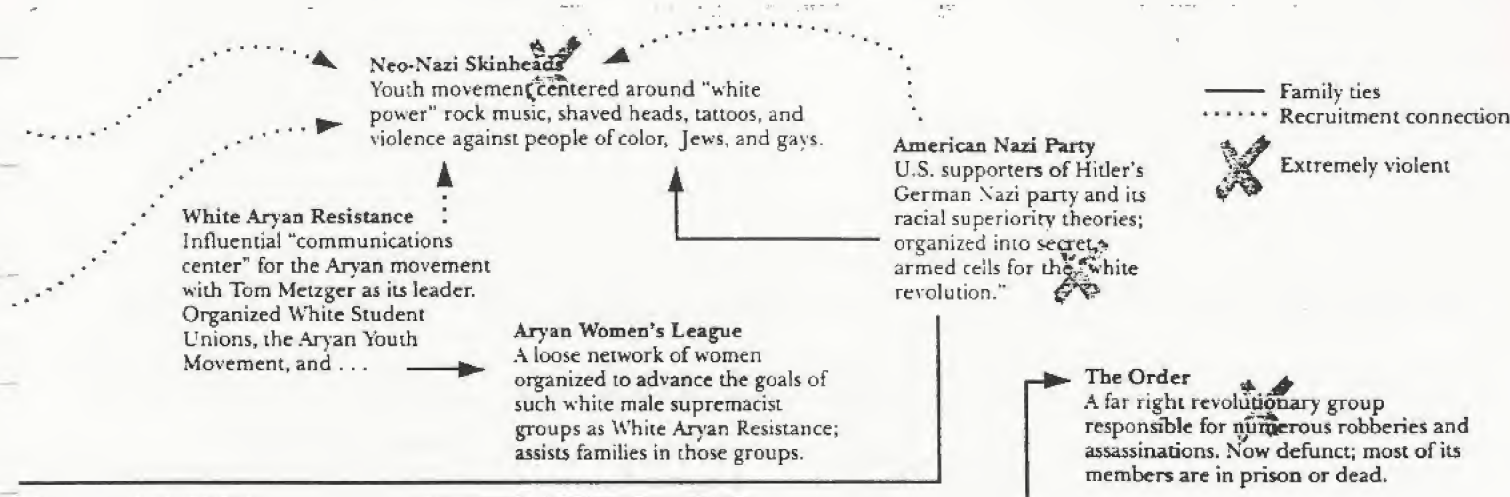 Neo-Nazi Skinheads
Youth movement centered around "white
power" rock music, shaved heads, tattoos, and
violence against people of color, Jews, and gays.
Family ties
Recruitment connection
Extremely violent
American Nazi Party
U.S. supporters of Hitler's
German Nazi party and its
racial superiority theories;
organized into secret,
armed cells for the "white
revolution."
White Aryan Resistance
Influential "communications
center" for the Aryan movement
with Tom Metzger as its leader.
Organized White Student
Unions, the Aryan Youth
Movement, and . . .
Aryan Women's League
A loose network of women
organized to advance the goals of
such white male supremacist
groups as White Aryan Resistance;
assists families in those groups.
The Order
A far right revolutionary group
responsible for numerous robberies and
assassinations. Now defunct; most of its
members are in prison or dead.